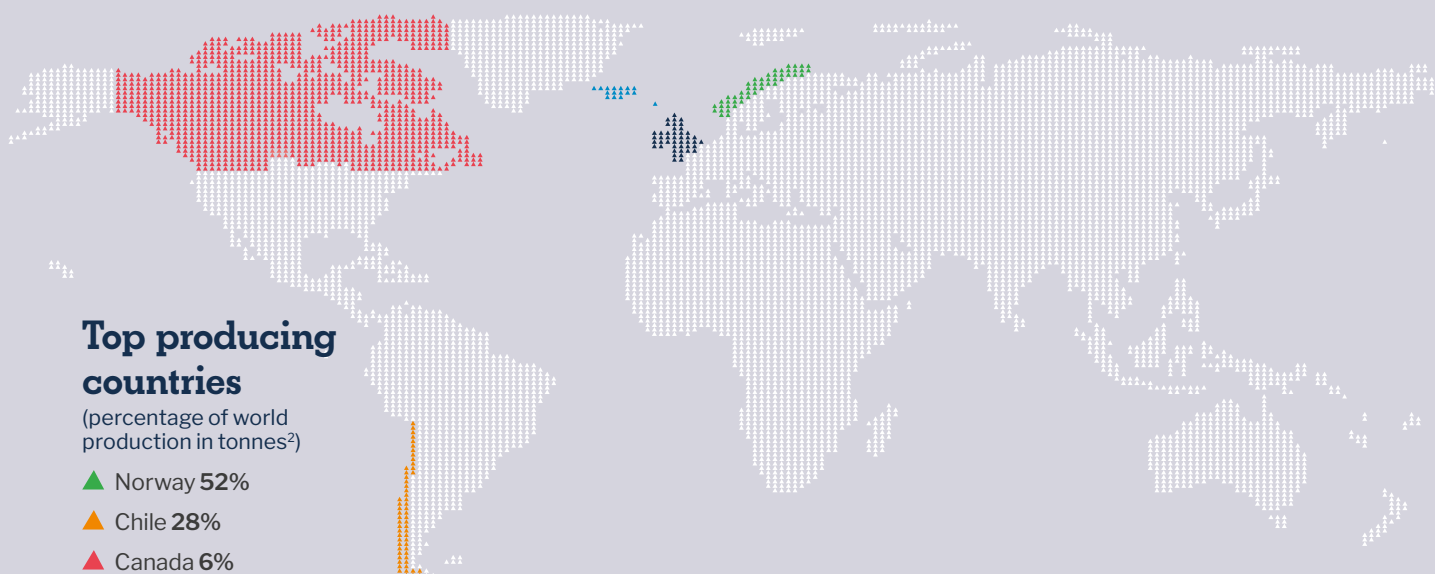 Top producing
countries
(percentage of world
production in tonnes²)
Norway 52%
Chile 28%
Canada 6%